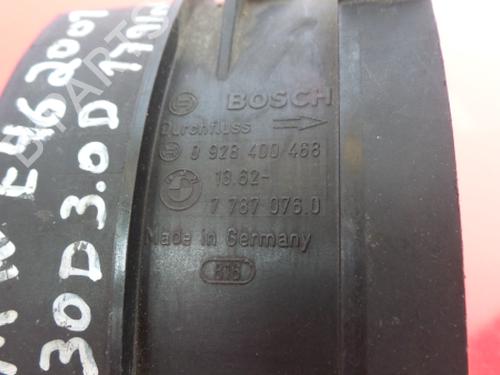 BOSCH
Durchfluss
0 928 400 468
13.62-
7 787 076.0
Made in Germany
E46 2001
30D 3.0D